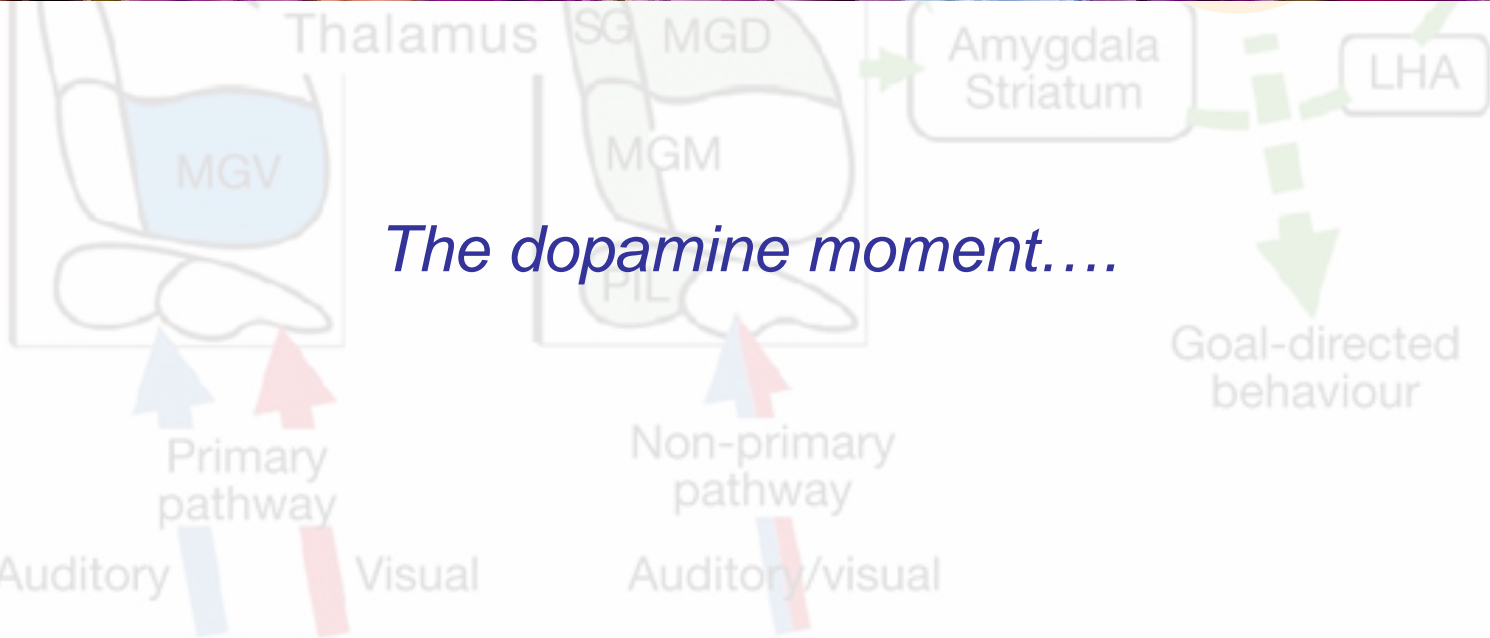 Thalamus
SG
MGD
Amygdala
Striatum
LHA
MGV
MGM
The dopamine moment….
PIL
Goal-directed
behaviour
Primary
pathway
Non-primary
pathway
Auditory
Visual
Auditory/visual